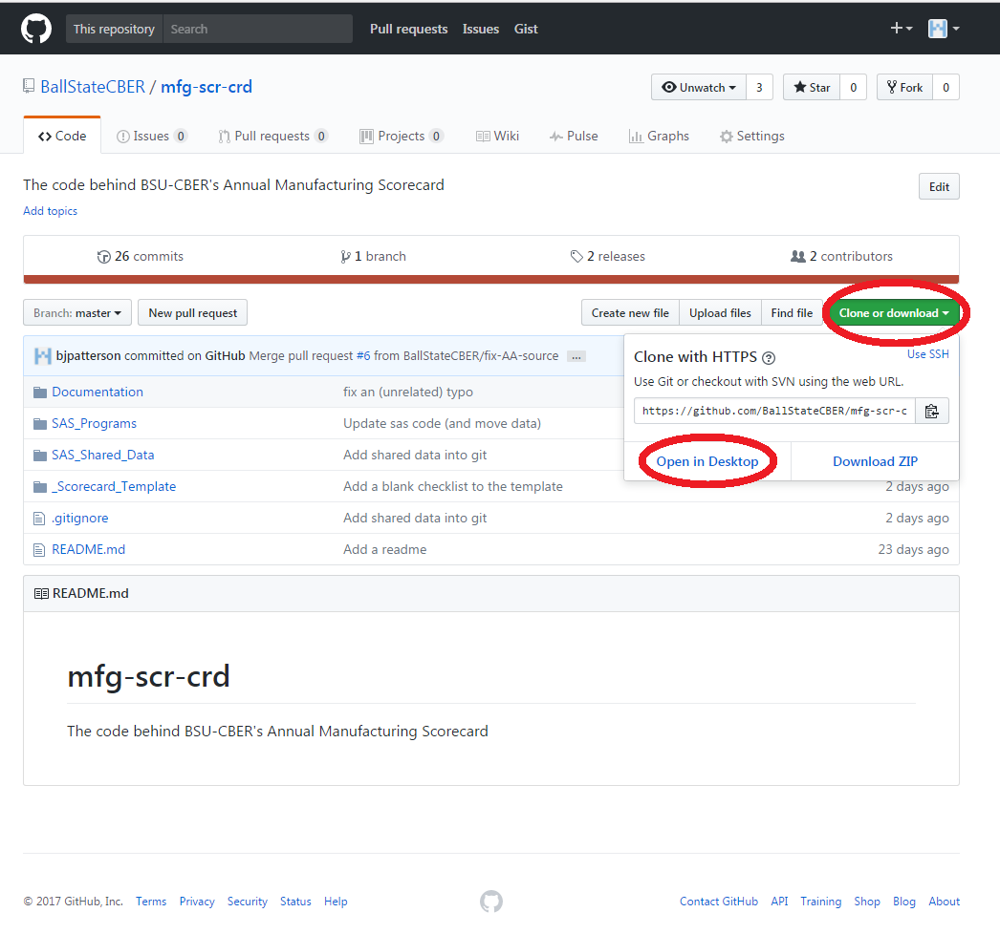 This repository Search Pull requests Issues Gist
BallStateCBER / mfg-scr-crd Unwatch 3 Star 0 Fork 0
Code Issues 0 Pull requests 0 Projects 0 Wiki Pulse Graphs Settings
The code behind BSU-CBER's Annual Manufacturing Scorecard Edit
Add topics
26 commits 1 branch 2 releases 2 contributors
Branch: master New pull request Create new file Upload files Find file Clone or download
bjpatterson committed on GitHub Merge pull request #6 from BallStateCBER/fix-AA-source ...
Clone with HTTPS ? Use SSH
Use Git or checkout with SVN using the web URL.
https://github.com/BallStateCBER/mfg-scr-c
Open in Desktop Download ZIP
Documentation fix an (unrelated) typo
SAS_Programs Update sas code (and move data)
SAS_Shared_Data Add shared data into git
_Scorecard_Template Add a blank checklist to the template 2 days ago
.gitignore Add shared data into git 2 days ago
README.md Add a readme 23 days ago
README.md
mfg-scr-crd
The code behind BSU-CBER's Annual Manufacturing Scorecard
© 2017 GitHub, Inc. Terms Privacy Security Status Help Contact GitHub API Training Shop Blog About